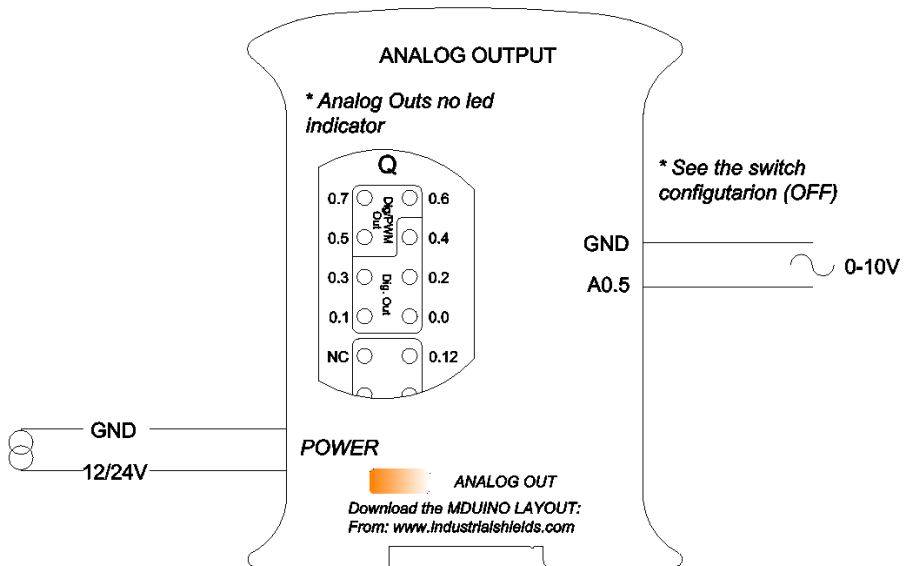 ANALOG OUTPUT
* Analog Outs no led
indicator
Q
0.7
0.6
Dig/PWM
Out
0.5
0.4
0.3
0.2
Dig. Out
0.1
0.0
NC
0.12
* See the switch
configutarion (OFF)
GND
0-10V
A0.5
GND
POWER
12/24V
ANALOG OUT
Download the MDUINO LAYOUT:
From: www.industrialshields.com